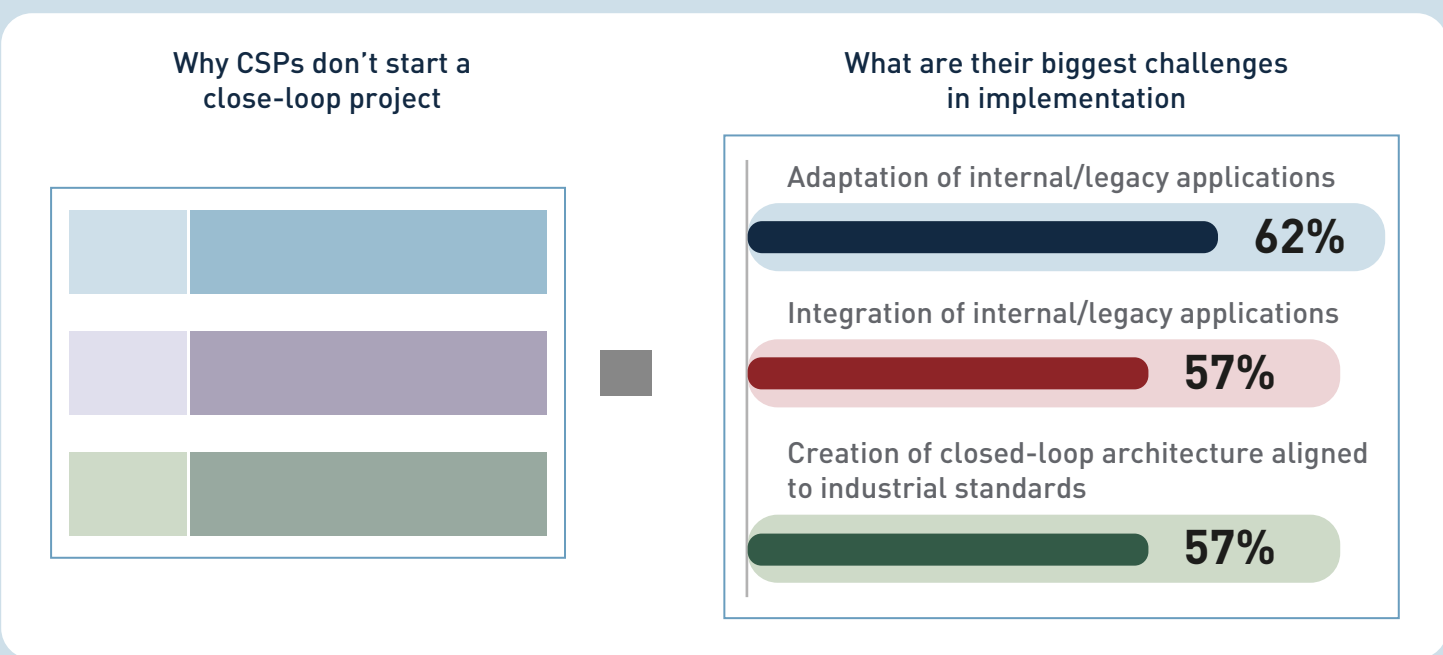 Why CSPs don’t start a
close-loop project
What are their biggest challenges
in implementation
Adaptation of internal/legacy applications
62%
Integration of internal/legacy applications
57%
Creation of closed-loop architecture aligned
to industrial standards
57%